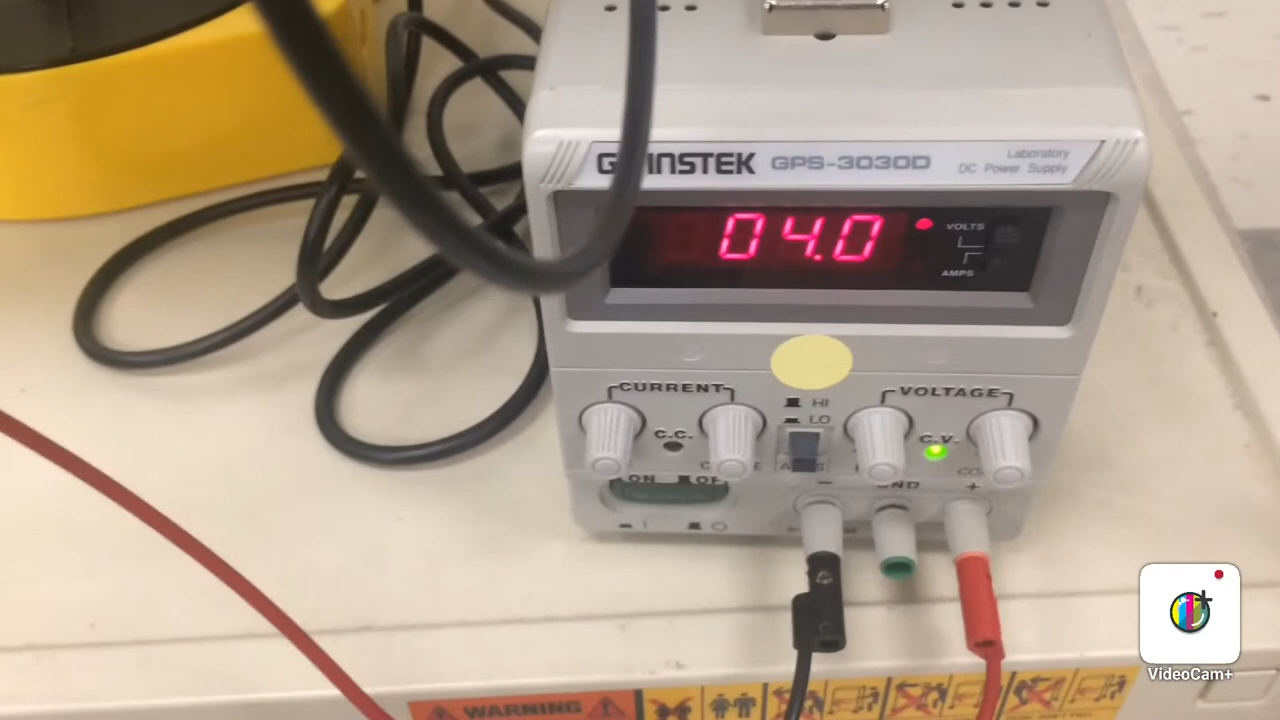 INSTEK GPS-3030D
Laboratory
DC Power Supply
04.0
VOLTS
AMPS
CURRENT
HI
LO
VOLTAGE
C.C.
C.V.
ON
GND
+
WARNING
VideoCam+